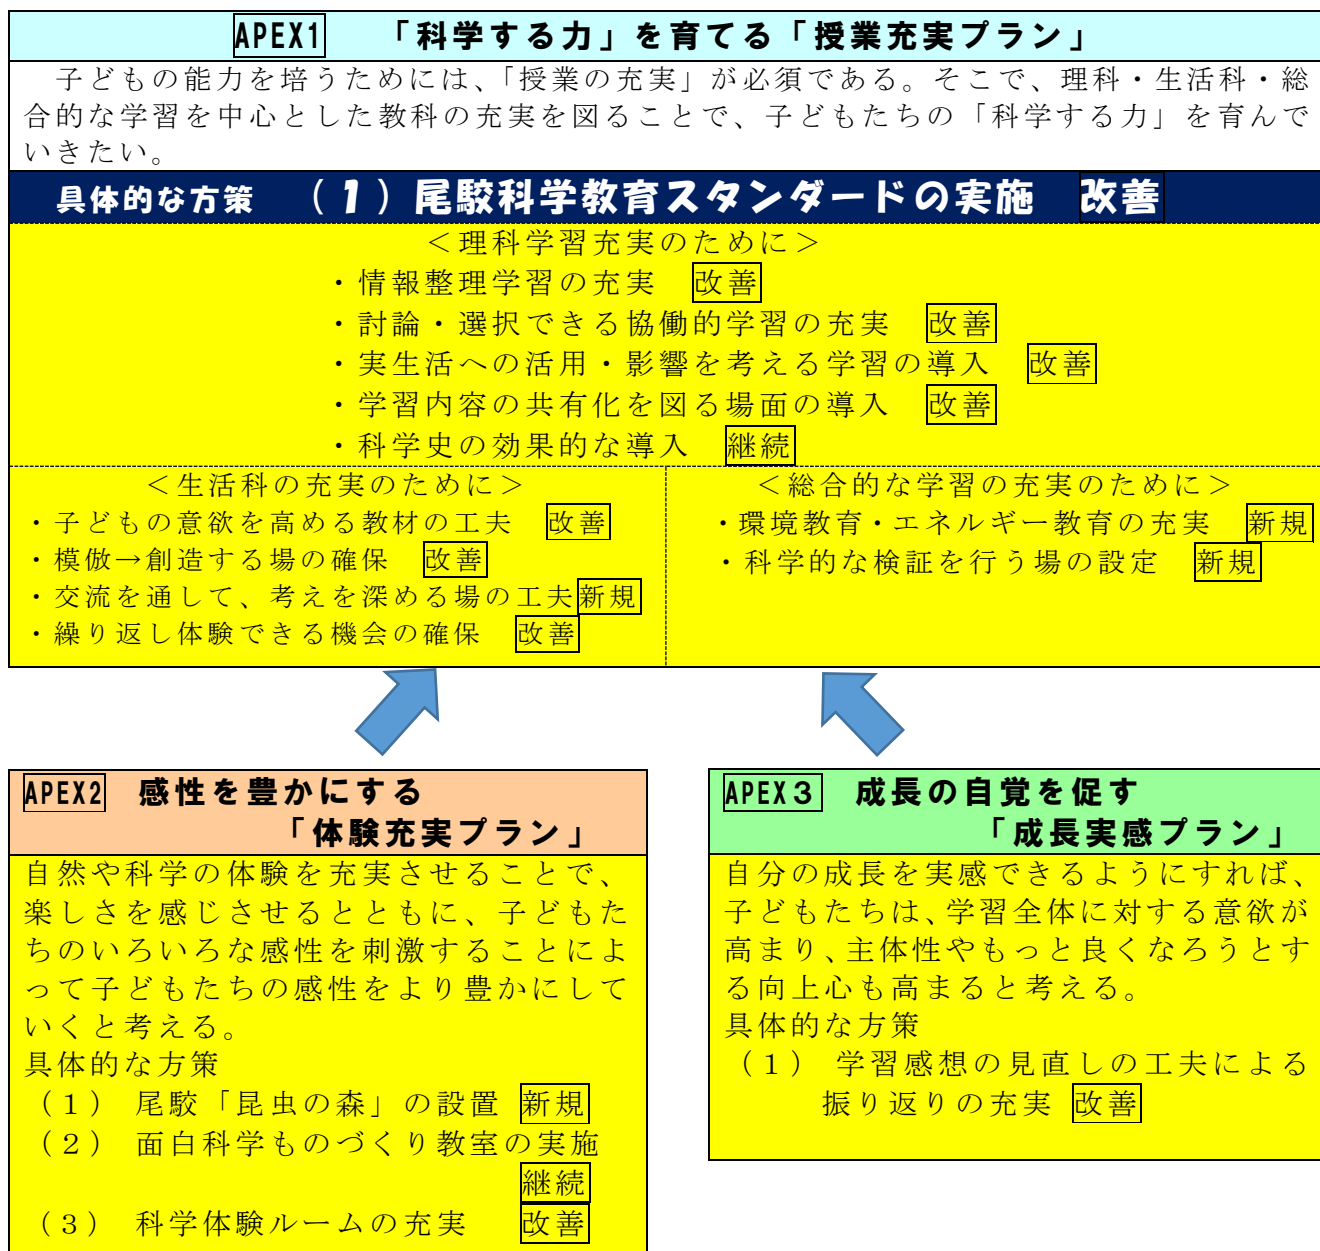 APEX1　「科学する力」を育てる「授業充実プラン」
　子どもの能力を培うためには、「授業の充実」が必須である。そこで、理科・生活科・総
合的な学習を中心とした教科の充実を図ることで、子どもたちの「科学する力」を育んで
いきたい。
具体的な方策　（１）尾駮科学教育スタンダードの実施　改善
＜理科学習充実のために＞
・情報整理学習の充実　改善
・討論・選択できる協働的学習の充実　改善
・実生活への活用・影響を考える学習の導入　改善
・学習内容の共有化を図る場面の導入　改善
・科学史の効果的な導入　継続
＜生活科の充実のために＞
・子どもの意欲を高める教材の工夫　改善
・模倣→創造する場の確保　改善
・交流を通して、考えを深める場の工夫新規
・繰り返し体験できる機会の確保　改善
＜総合的な学習の充実のために＞
・環境教育・エネルギー教育の充実　新規
・科学的な検証を行う場の設定　新規
APEX2　感性を豊かにする
「体験充実プラン」
自然や科学の体験を充実させることで、
楽しさを感じさせるとともに、子どもた
ちのいろいろな感性を刺激することによ
って子どもたちの感性をより豊かにして
いくと考える。
具体的な方策
（１）　尾駮「昆虫の森」の設置　新規
（２）　面白科学ものづくり教室の実施
継続
（３）　科学体験ルームの充実　改善
APEX３　成長の自覚を促す
「成長実感プラン」
自分の成長を実感できるようにすれば、
子どもたちは、学習全体に対する意欲が
高まり、主体性やもっと良くなろうとす
る向上心も高まると考える。
具体的な方策
（１）　学習感想の見直しの工夫による
振り返りの充実　改善